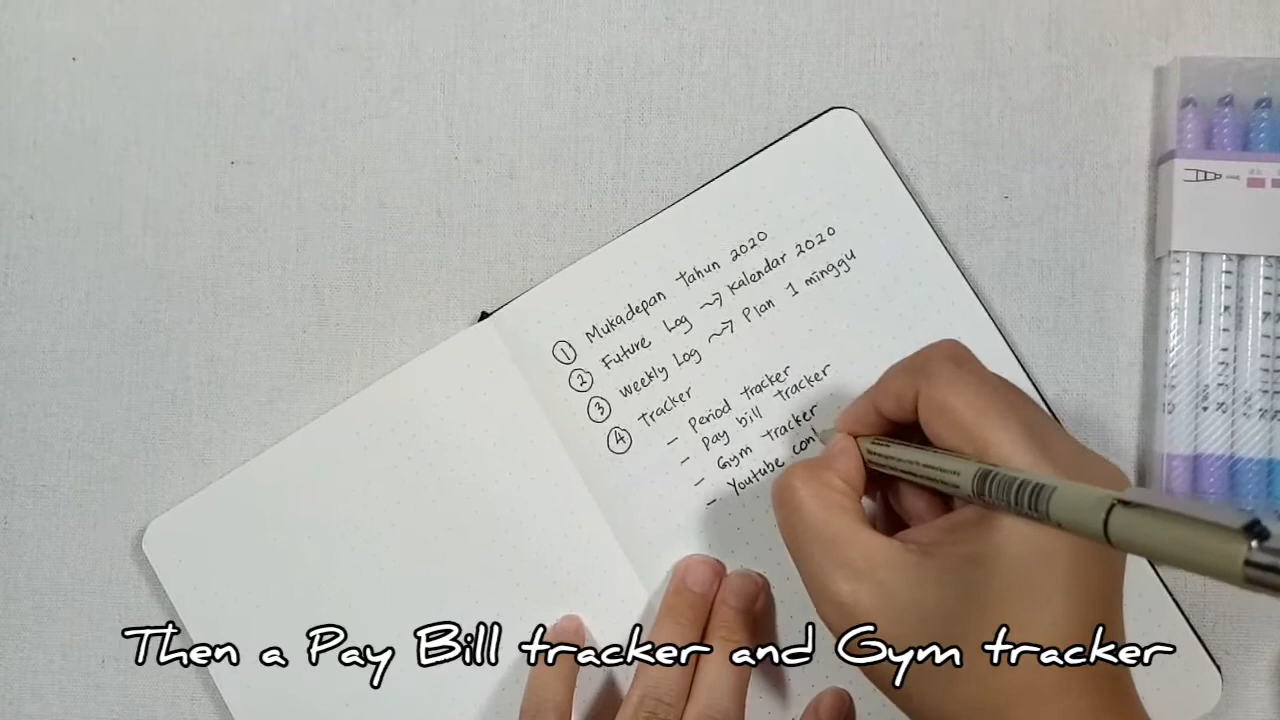 ① Mukadepan Tahun 2020
② Future Log ~> Kalendar 2020
③ Weekly Log ~> Plan 1 minggu
④ Tracker
– Period tracker
– Pay bill tracker
– Gym tracker
– Youtube cont
Then a Pay Bill tracker and Gym tracker